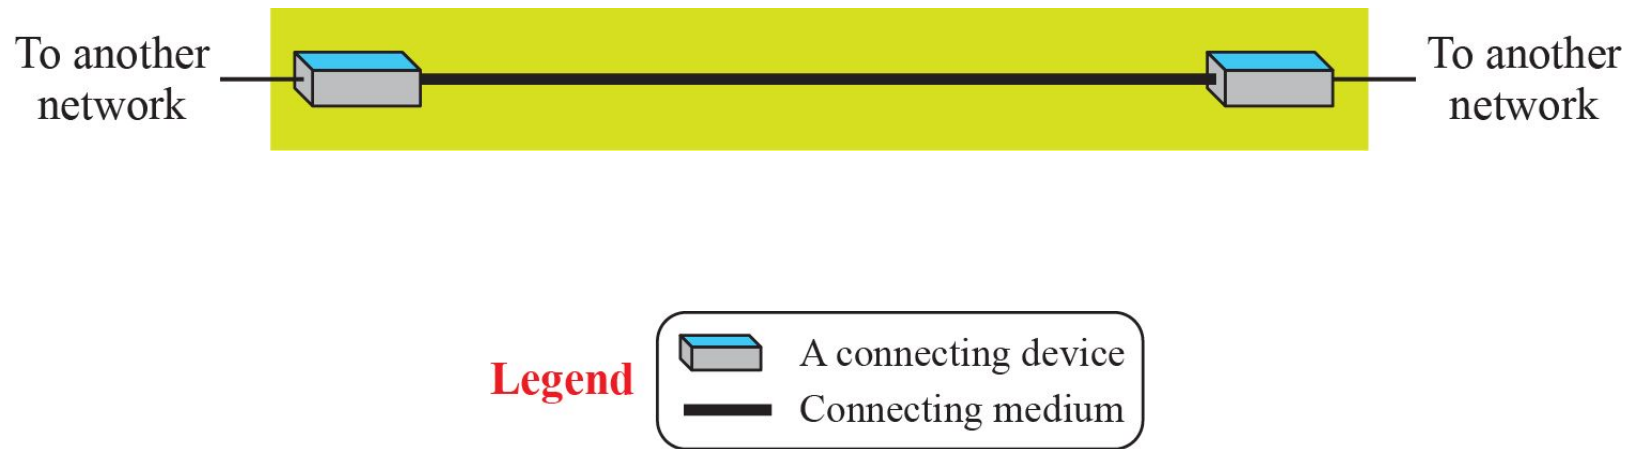 To another
network
To another
network
Legend
A connecting device
Connecting medium